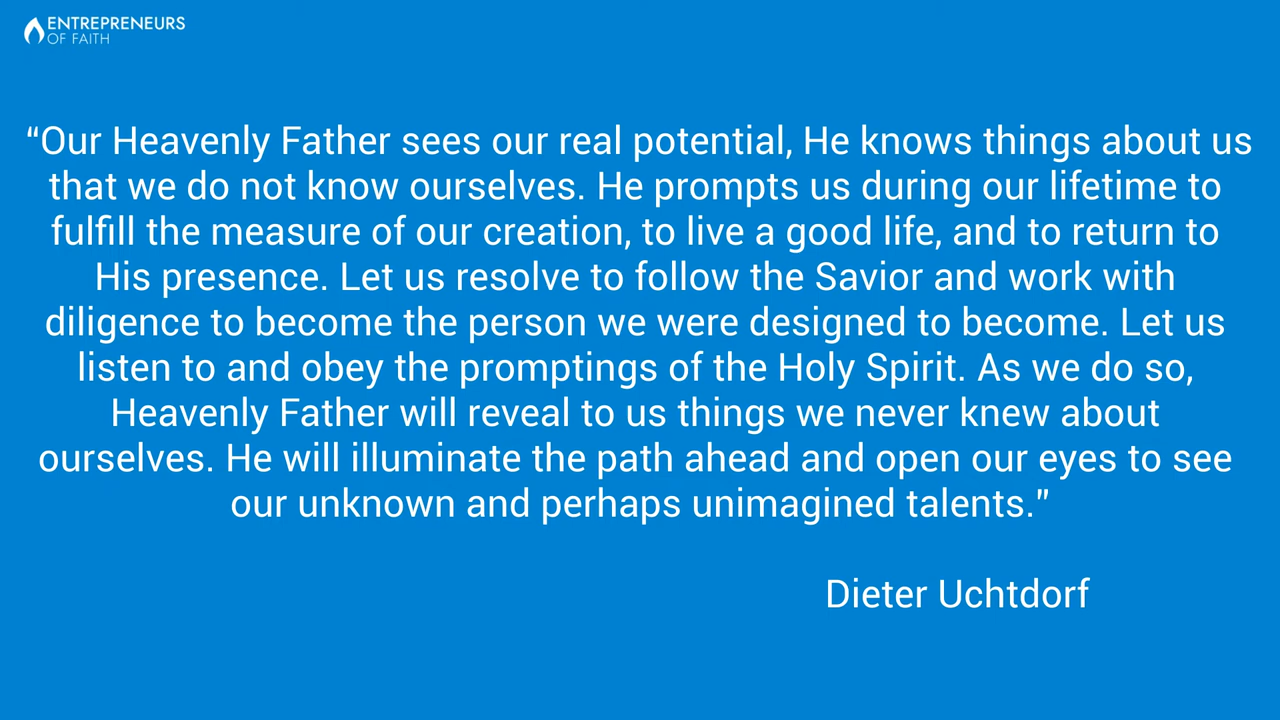 ENTREPRENEURS
OF FAITH
“Our Heavenly Father sees our real potential, He knows things about us
that we do not know ourselves. He prompts us during our lifetime to
fulfill the measure of our creation, to live a good life, and to return to
His presence. Let us resolve to follow the Savior and work with
diligence to become the person we were designed to become. Let us
listen to and obey the promptings of the Holy Spirit. As we do so,
Heavenly Father will reveal to us things we never knew about
ourselves. He will illuminate the path ahead and open our eyes to see
our unknown and perhaps unimagined talents.”
Dieter Uchtdorf